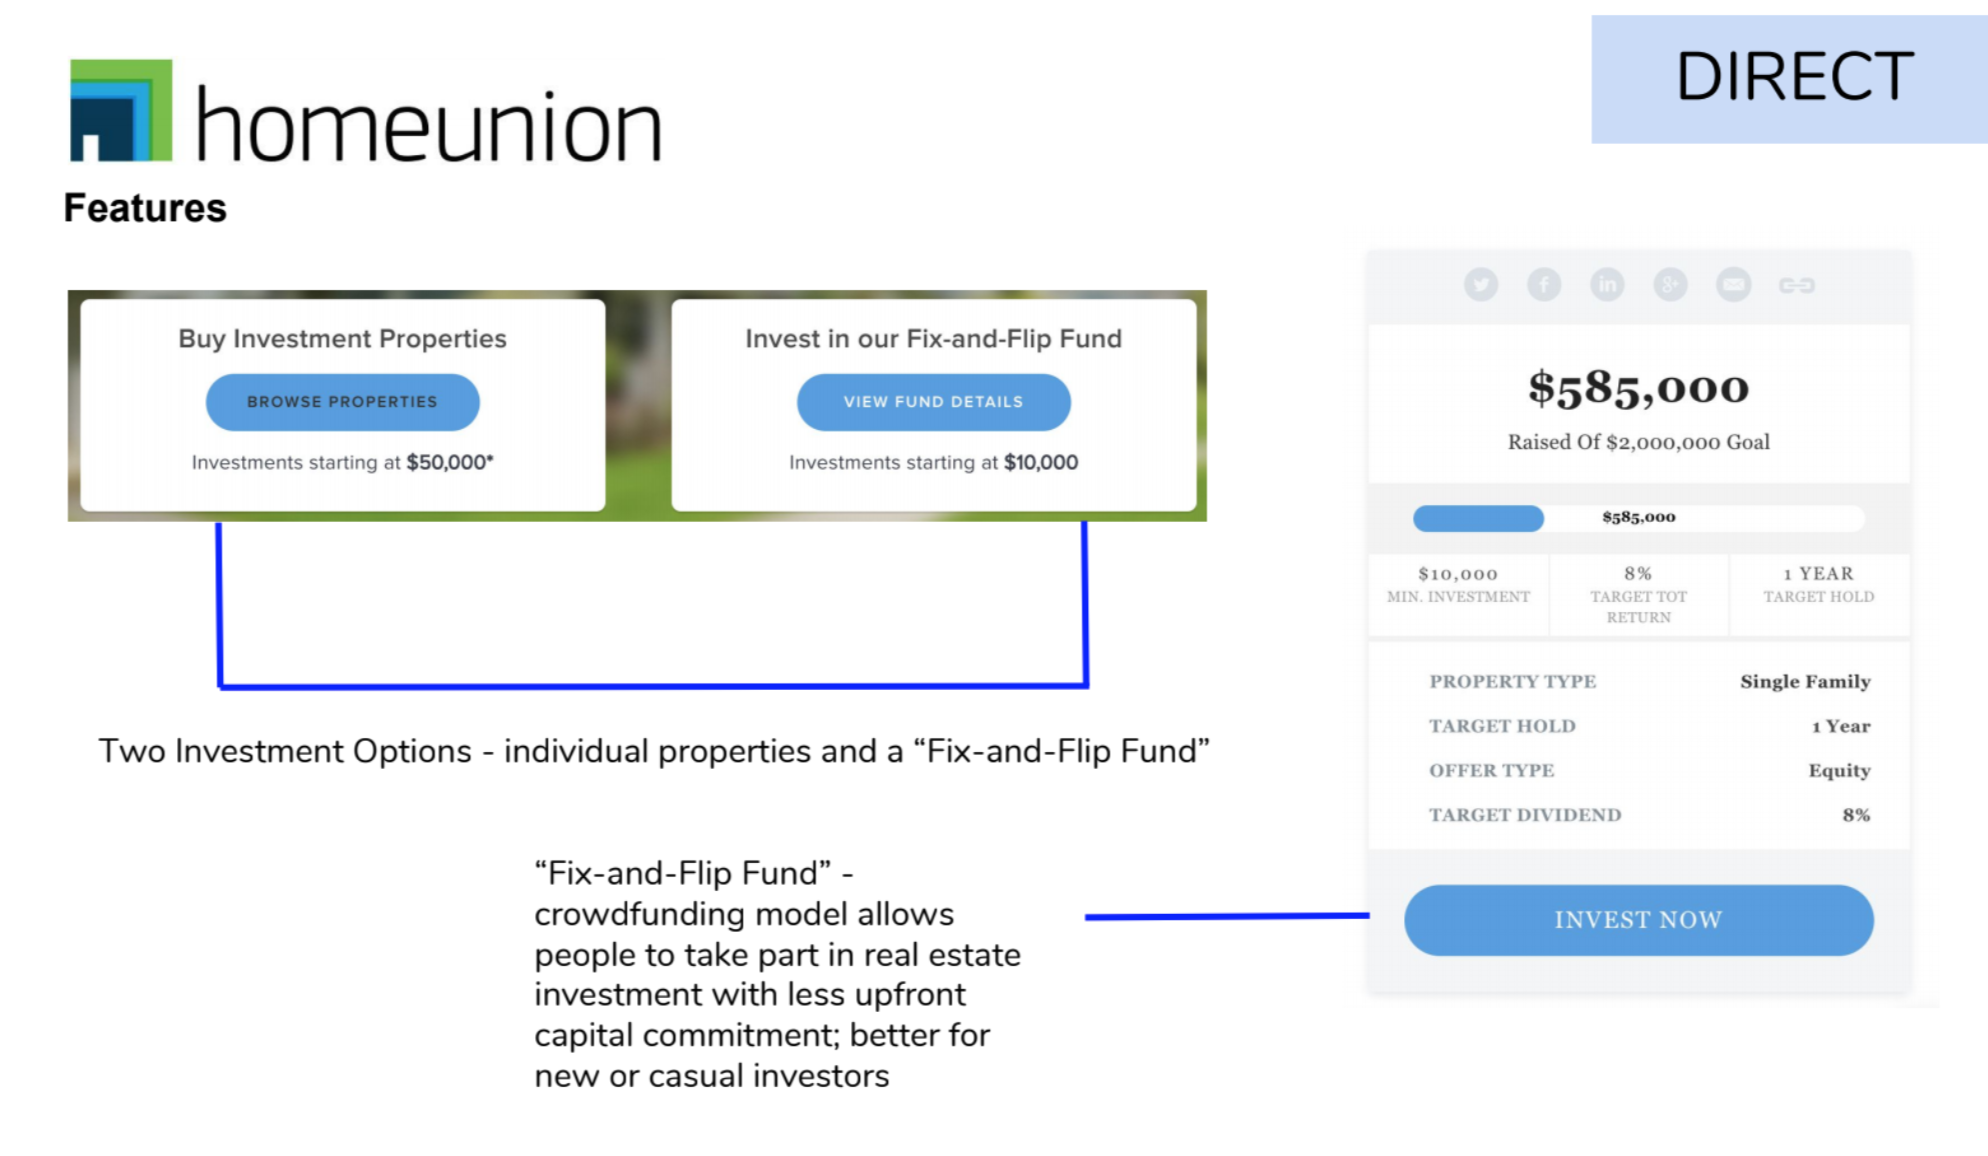 DIRECT
homeunion
Features
Buy Investment Properties
BROWSE PROPERTIES
Investments starting at $50,000*
Invest in our Fix-and-Flip Fund
VIEW FUND DETAILS
Investments starting at $10,000
Two Investment Options - individual properties and a “Fix-and-Flip Fund”
“Fix-and-Flip Fund” -
crowdfunding model allows
people to take part in real estate
investment with less upfront
capital commitment; better for
new or casual investors
$585,000
Raised Of $2,000,000 Goal
$585,000
$10,000
MIN. INVESTMENT
8%
TARGET TOT
RETURN
1 YEAR
TARGET HOLD
PROPERTY TYPE Single Family
TARGET HOLD 1 Year
OFFER TYPE Equity
TARGET DIVIDEND 8%
INVEST NOW